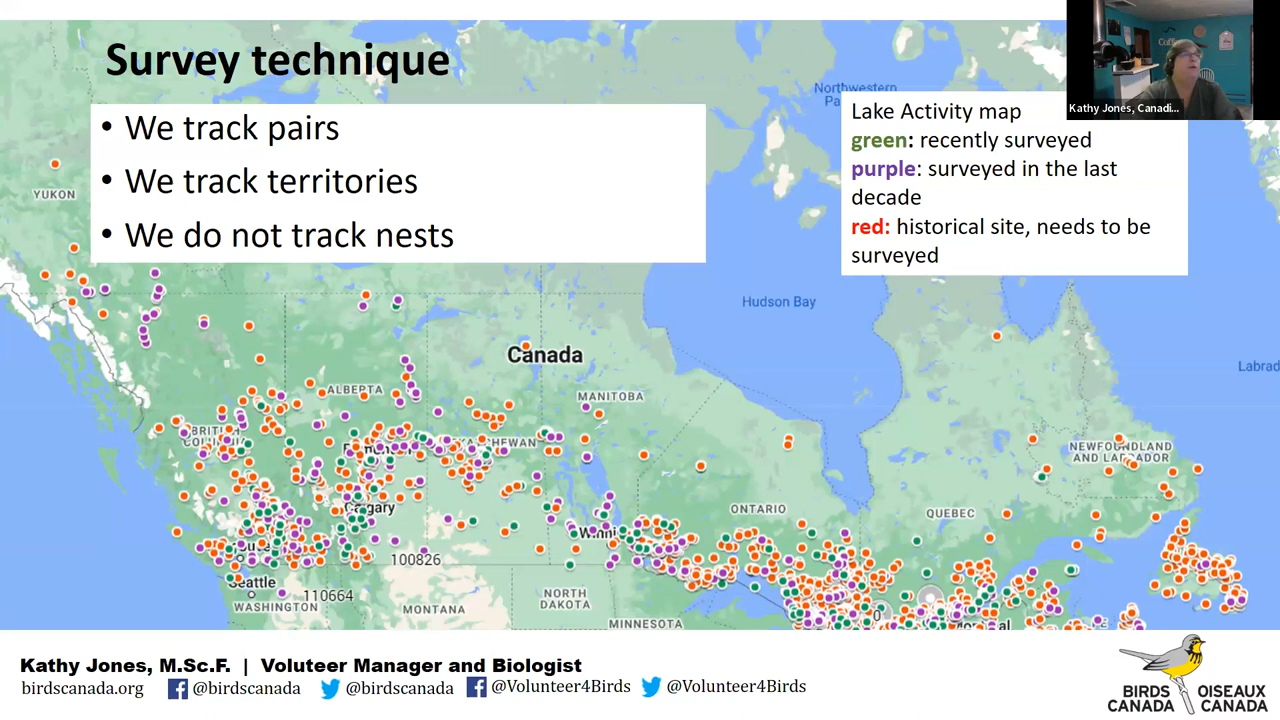 Survey technique
• We track pairs
• We track territories
• We do not track nests
Lake Activity map
green: recently surveyed
purple: surveyed in the last
decade
red: historical site, needs to be
surveyed
Kathy Jones, Canadi...
Northwestern
YUKON
Hudson Bay
Canada
Labrad
ALBERTA
MANITOBA
NEWFOUNDLAND
AND LABRADOR
Calgary
ONTARIO
QUEBEC
100826
Seattle
110664
WASHINGTON
MONTANA
NORTH
DAKOTA
MINNESOTA
Kathy Jones, M.Sc.F. | Voluteer Manager and Biologist
birdscanada.org @birdscanada @birdscanada @Volunteer4Birds @Volunteer4Birds
BIRDS OISEAUX
CANADA CANADA